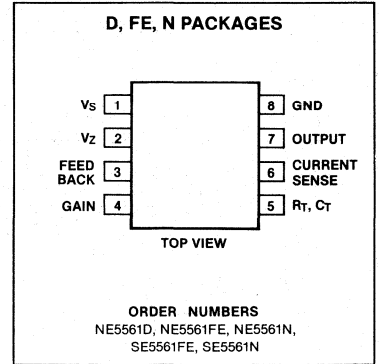 D, FE, N PACKAGES
VS 1
VZ 2
FEED BACK 3
GAIN 4
8 GND
7 OUTPUT
6 CURRENT SENSE
5 RT, CT
TOP VIEW
ORDER NUMBERS
NE5561D, NE5561FE, NE5561N,
SE5561FE, SE5561N